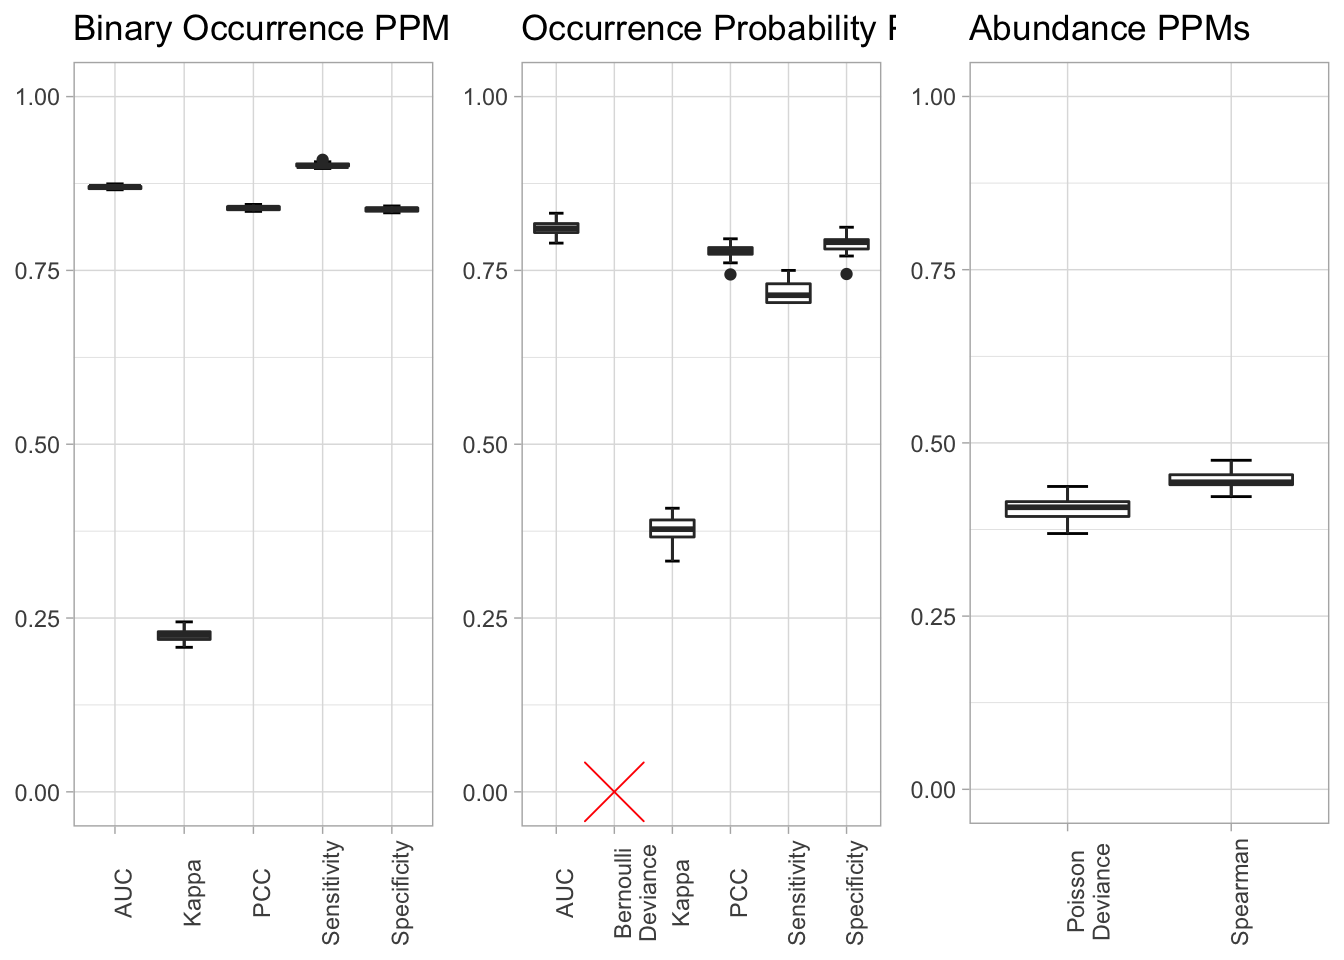 Binary Occurrence PPM
1.00
0.75
0.50
0.25
0.00
AUC
Kappa
PCC
Sensitivity
Specificity
Occurrence Probability
1.00
0.75
0.50
0.25
0.00
AUC
Bernoulli
Deviance
Kappa
PCC
Sensitivity
Specificity
Abundance PPMs
1.00
0.75
0.50
0.25
0.00
Poisson
Deviance
Spearman